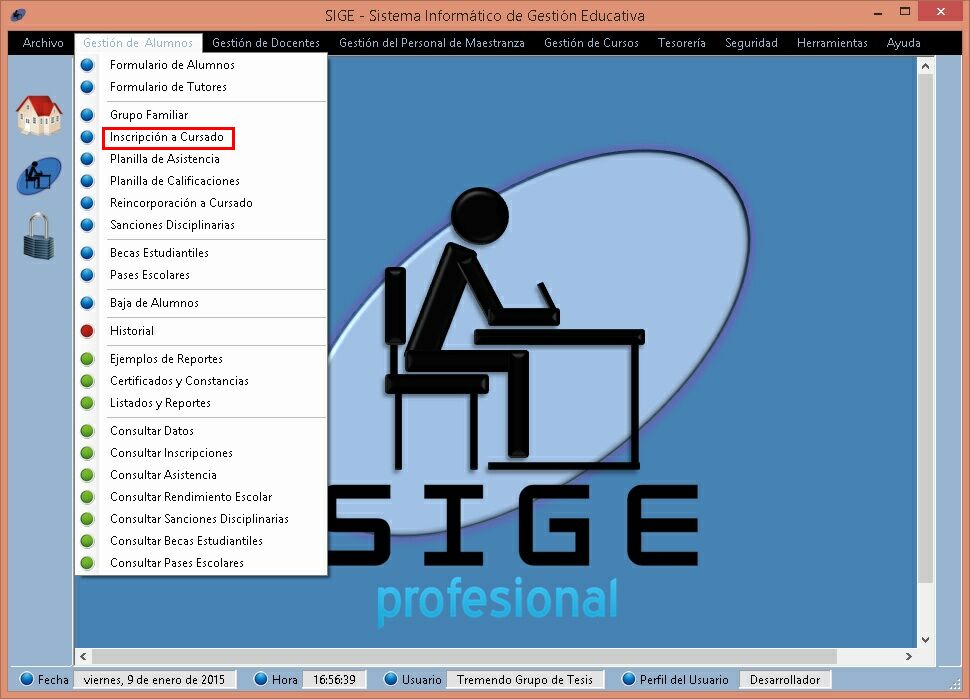 SIGE - Sistema Informático de Gestión Educativa
Archivo Gestión de Alumnos Gestión de Docentes Gestión del Personal de Maestranza Gestión de Cursos Tesorería Seguridad Herramientas Ayuda
Formulario de Alumnos
Formulario de Tutores
Grupo Familiar
Inscripción a Cursado
Planilla de Asistencia
Planilla de Calificaciones
Reincorporación a Cursado
Sanciones Disciplinarias
Becas Estudiantiles
Pases Escolares
Baja de Alumnos
Historial
Ejemplos de Reportes
Certificados y Constancias
Listados y Reportes
Consultar Datos
Consultar Inscripciones
Consultar Asistencia
Consultar Rendimiento Escolar
Consultar Sanciones Disciplinarias
Consultar Becas Estudiantiles
Consultar Pases Escolares
SIGE
profesional
Fecha viernes, 9 de enero de 2015 Hora 16:56:39 Usuario Tremendo Grupo de Tesis Perfil del Usuario Desarrollador